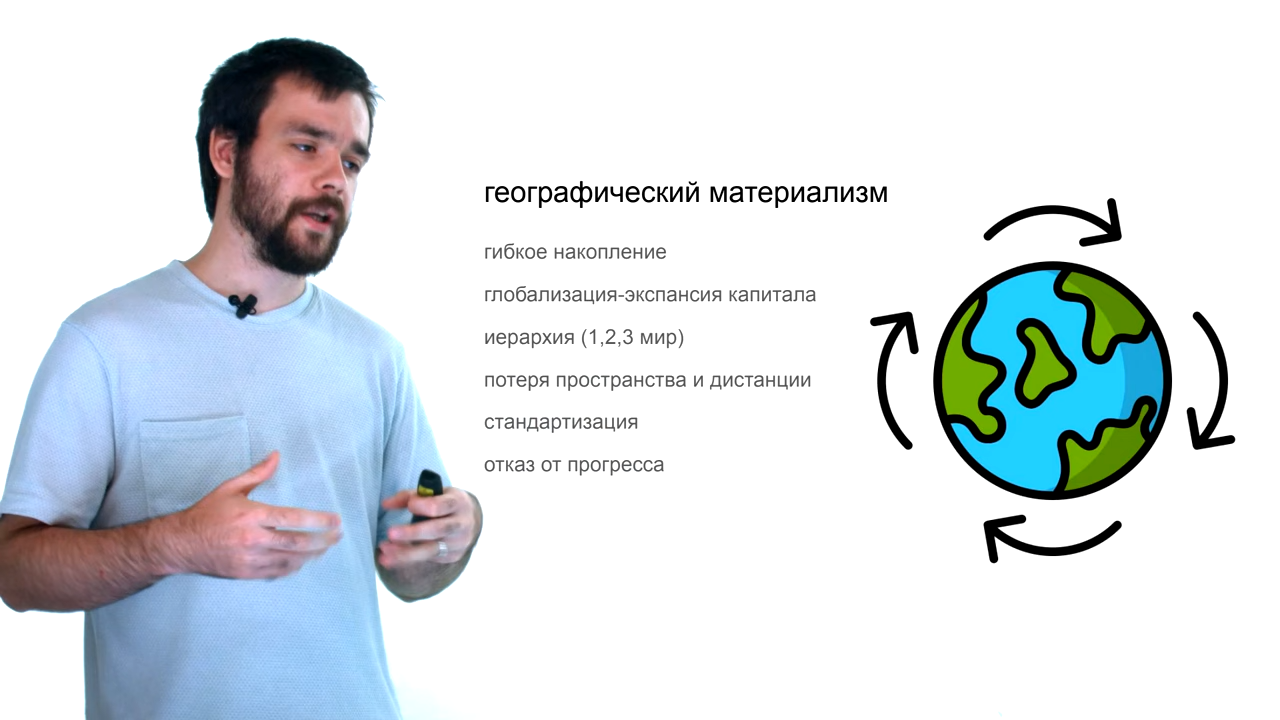 географический материализм
гибкое накопление
глобализация-экспансия капитала
иерархия (1,2,3 мир)
потеря пространства и дистанции
стандартизация
отказ от прогресса